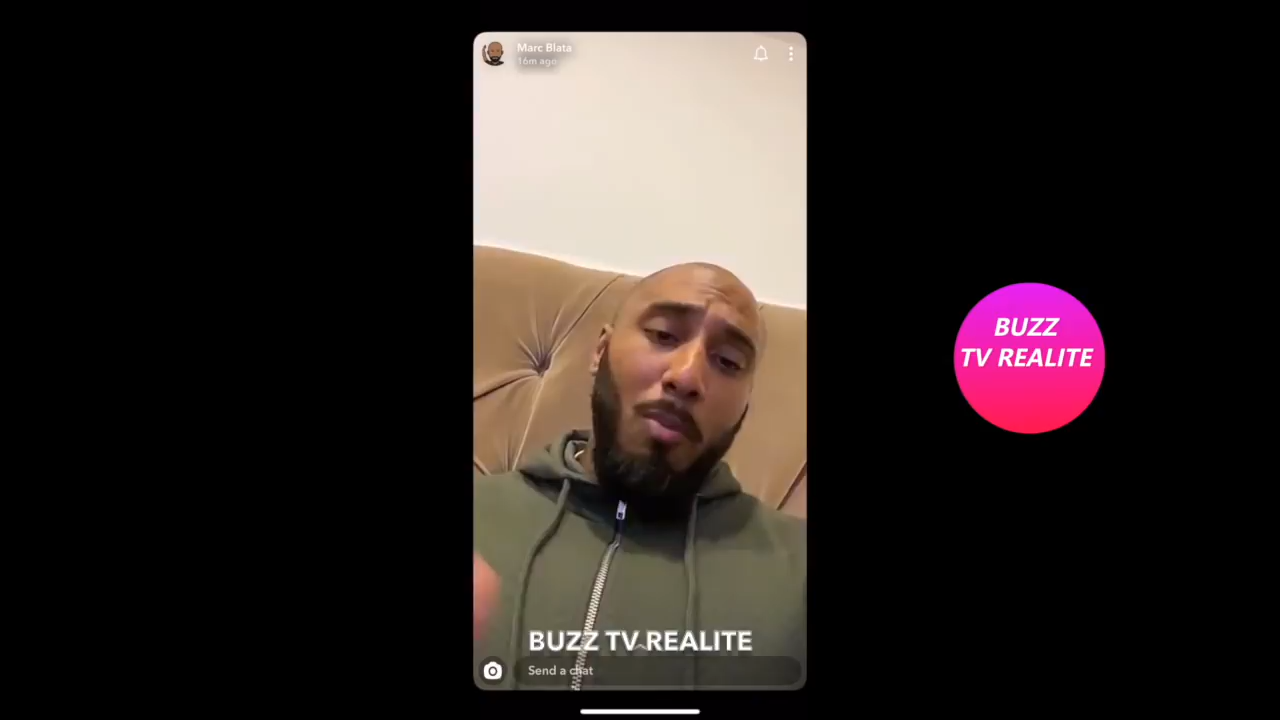 Marc Blata
16m ago
BUZZ
TV REALITE
BUZZ TV REALITE
Send a chat